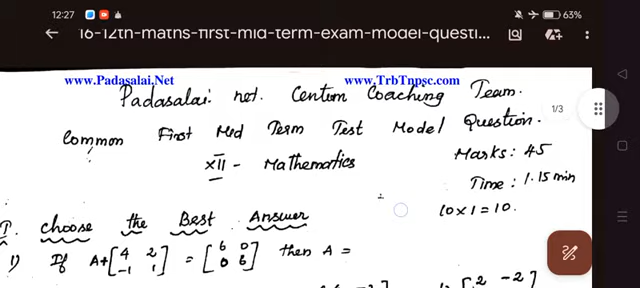 12:27 63%
16-12th-maths-first-mid-term-exam-model-questi...
www.Padasalai.Net www.TrbTnpsc.com
Padasalai. net. Centum Coaching Team.
1/3
Common First Mid Term Test Model Question.
XII - Mathematics Marks: 45
Time: 1.15 min
10 x 1 = 10.
I. Choose the Best Answer
1) If A+[4 2 -1 1] = [6 0 0 6] then A =
2 -2